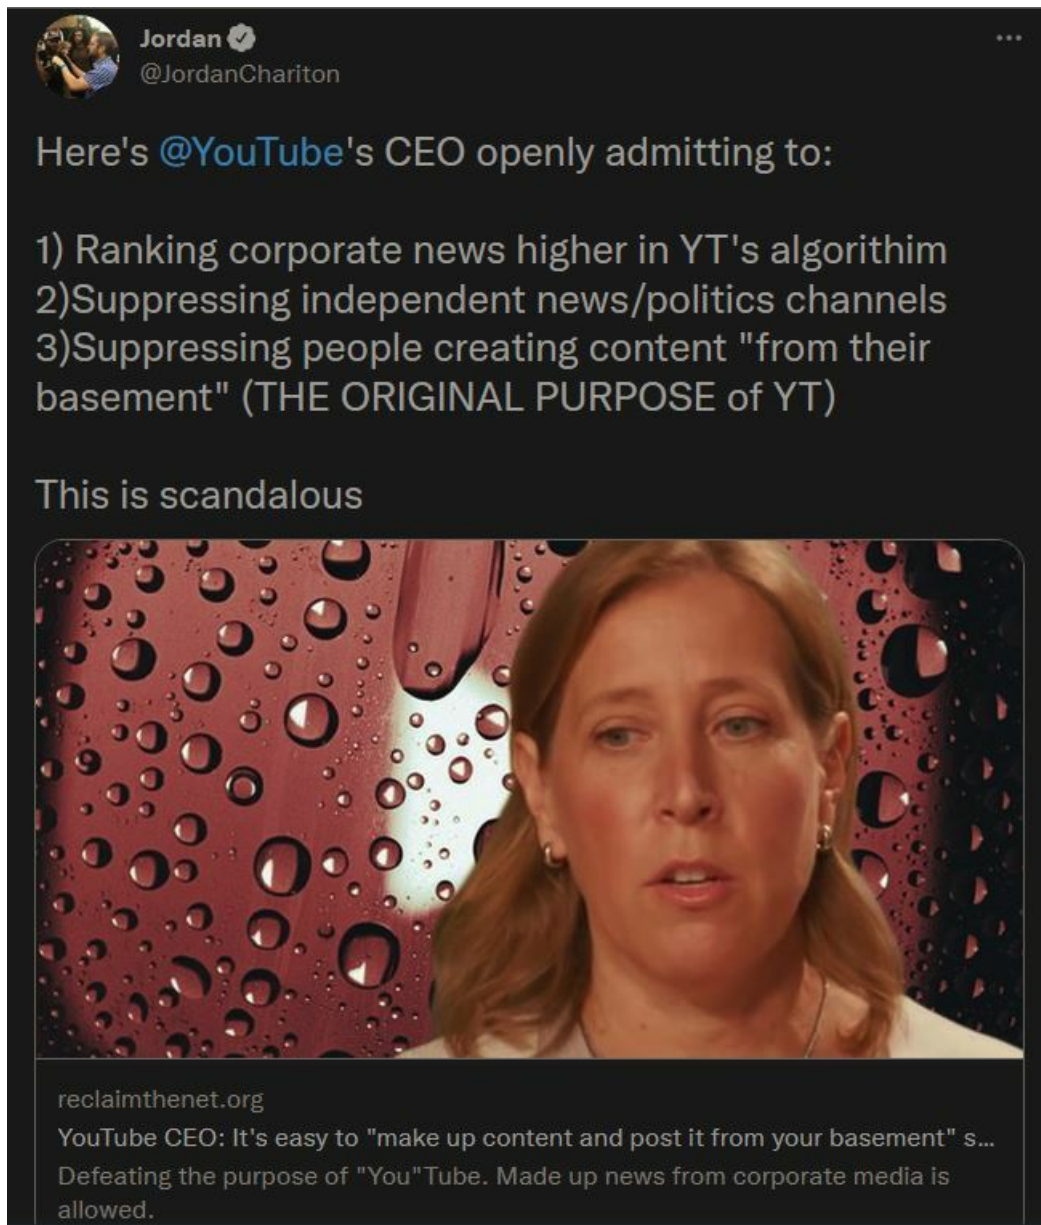 Jordan
@JordanChariton
Here's @YouTube's CEO openly admitting to:
1) Ranking corporate news higher in YT's algorithim
2)Suppressing independent news/politics channels
3)Suppressing people creating content "from their
basement" (THE ORIGINAL PURPOSE of YT)
This is scandalous
reclaimthenet.org
YouTube CEO: It's easy to "make up content and post it from your basement" s...
Defeating the purpose of "You"Tube. Made up news from corporate media is
allowed.